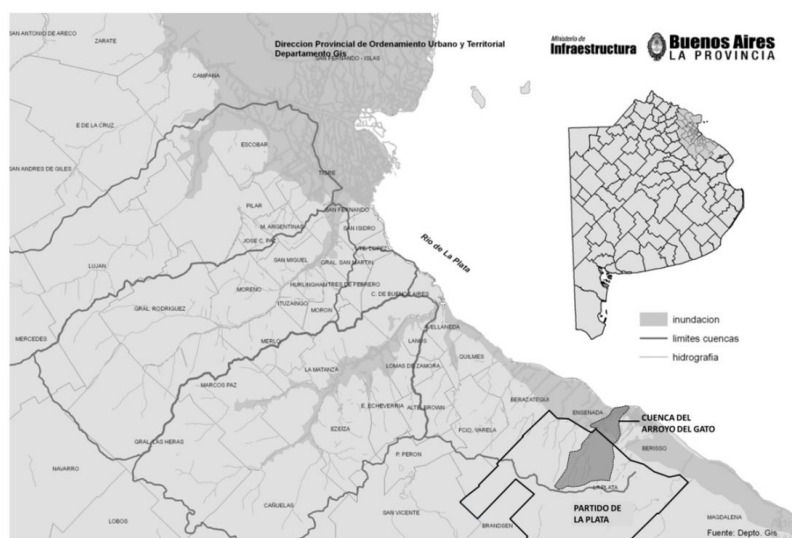 Direccion Provincial de Ordenamiento Urbano y Territorial
Departamento Gis
Ministerio de
Infraestructura
Buenos Aires
LA PROVINCIA
SAN ANTONIO DE ARECO
ZARATE
SAN FERNANDO - ISLAS
CAMPANA
E DE LA CRUZ
ESCOBAR
SAN ANDRES DE GILES
TIGRE
PILAR
SAN FERNANDO
M. ARGENTINAS
SAN ISIDRO
JOSE C. PAZ
VTE. LOPEZ
Rio de La Plata
LUJAN
SAN MIGUEL
GRAL. SAN MARTIN
MORENO
HURLINGHAM
TRES DE FEBRERO
C. DE BUENOS AIRES
ITUZAINGO
GRAL. RODRIGUEZ
MORON
inundacion
AVELLANEDA
limites cuencas
MERCEDES
MERLO
LANUS
hidrografia
QUILMES
LA MATANZA
LOMAS DE ZAMORA
MARCOS PAZ
BERAZATEGUI
E. ECHEVERRIA
ALTE. BROWN
ENSENADA
CUENCA DEL
ARROYO DEL GATO
EZEIZA
FCIO. VARELA
GRAL. LAS HERAS
BERISSO
P. PERON
NAVARRO
CAÑUELAS
LA PLATA
PARTIDO DE
LA PLATA
SAN VICENTE
MAGDALENA
LOBOS
BRANDSEN
Fuente: Depto. Gis